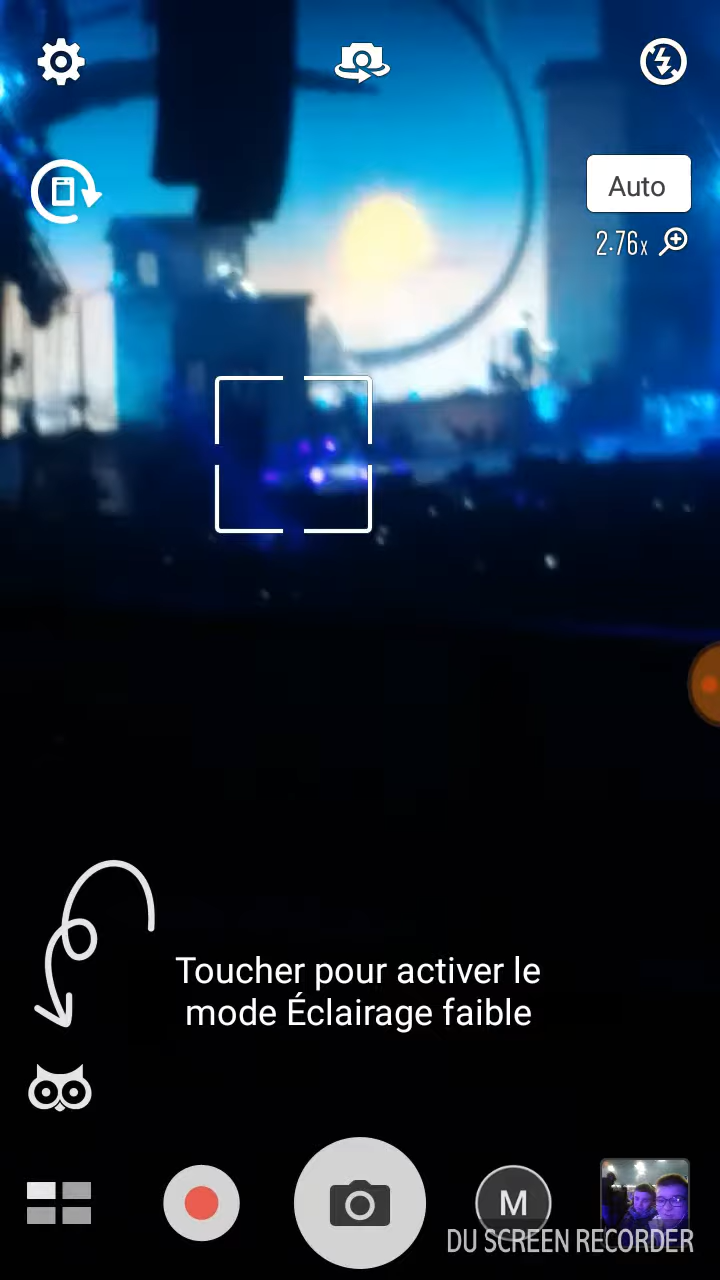 Auto
2.76x
Toucher pour activer le
mode Éclairage faible
M
DU SCREEN RECORDER